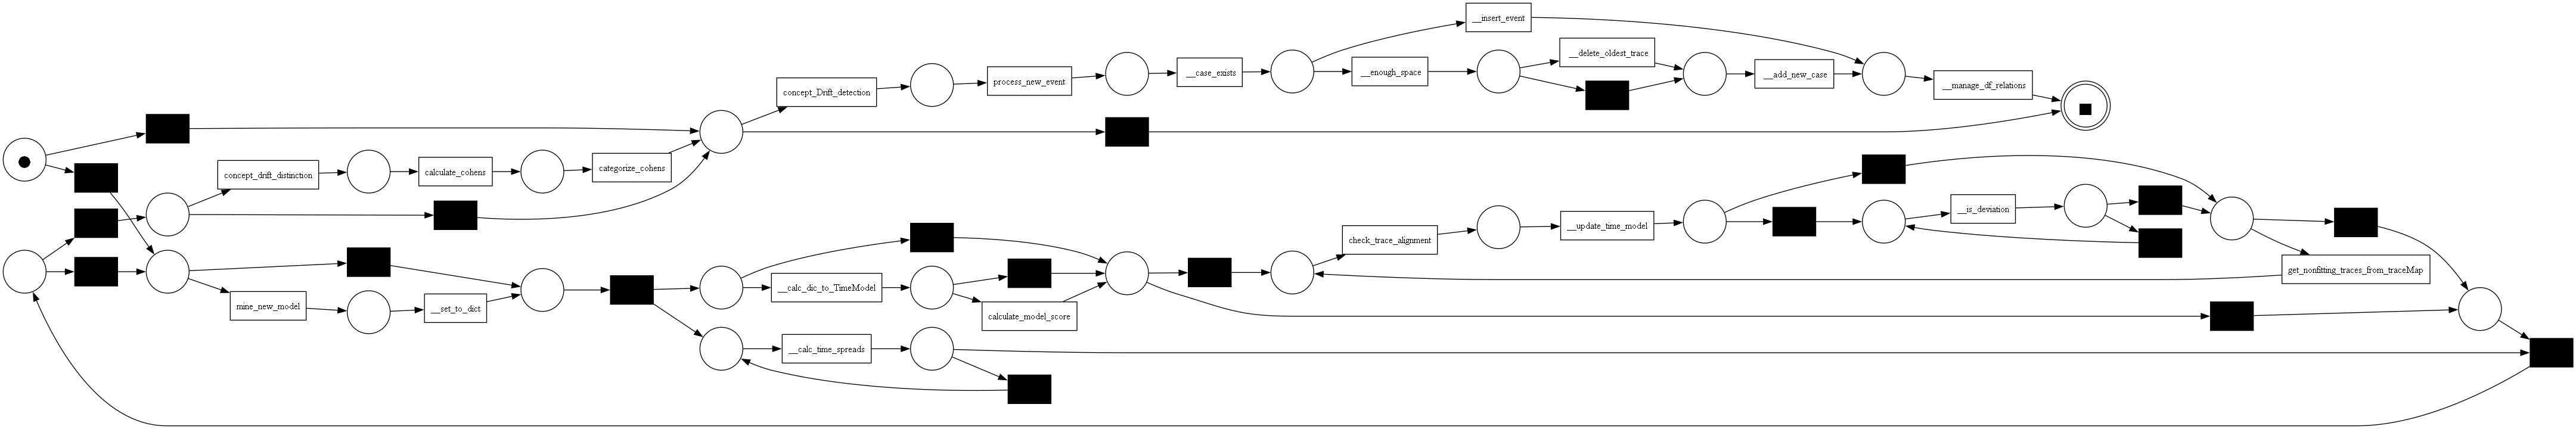 __insert_event
__delete_oldest_trace
concept_Drift_detection
process_new_event
__case_exists
__enough_space
__add_new_case
__manage_df_relations
concept_drift_distinction
calculate_cohens
categorize_cohens
__is_deviation
check_trace_alignment
__update_time_model
get_nonfitting_traces_from_traceMap
mine_new_model
__set_to_dict
__calc_dic_to_TimeModel
calculate_model_score
__calc_time_spreads